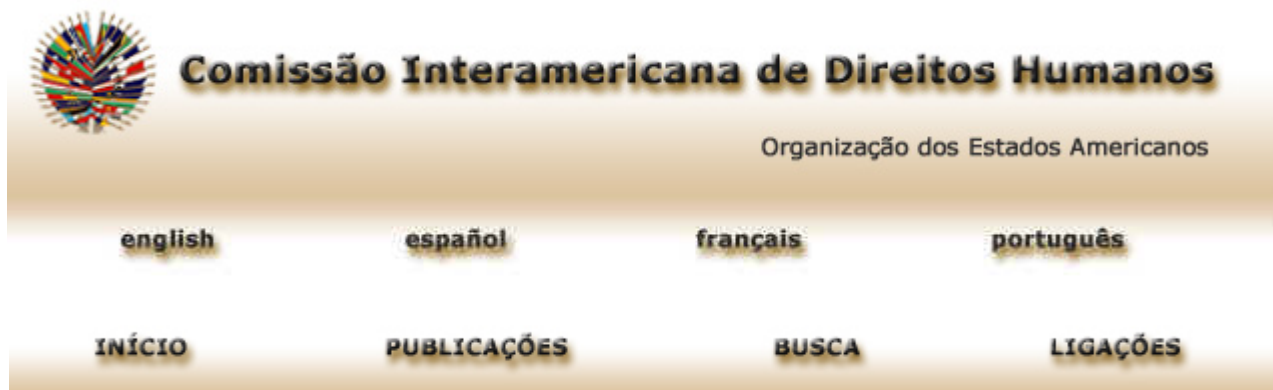 Comissão Interamericana de Direitos Humanos
Organização dos Estados Americanos
english español français português
INÍCIO PUBLICAÇÕES BUSCA LIGAÇÕES